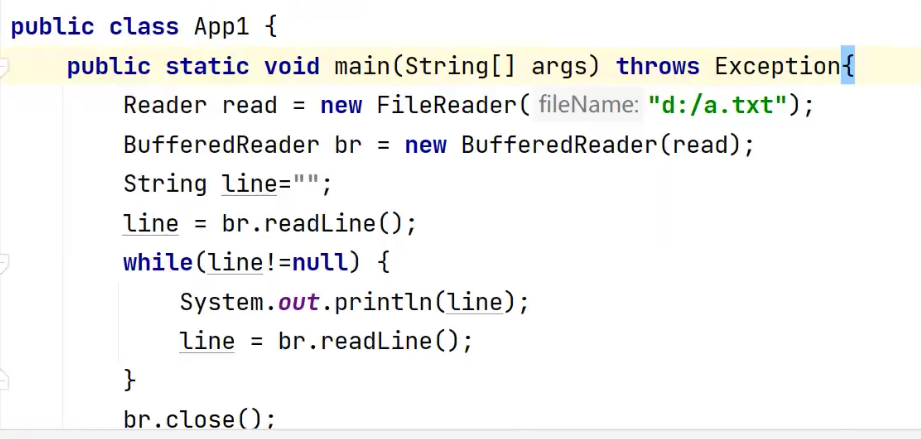 public class App1 {
public static void main(String[] args) throws Exception{
Reader read = new FileReader( fileName: "d:/a.txt");
BufferedReader br = new BufferedReader(read);
String line="";
line = br.readLine();
while(line!=null) {
System.out.println(line);
line = br.readLine();
}
br.close();